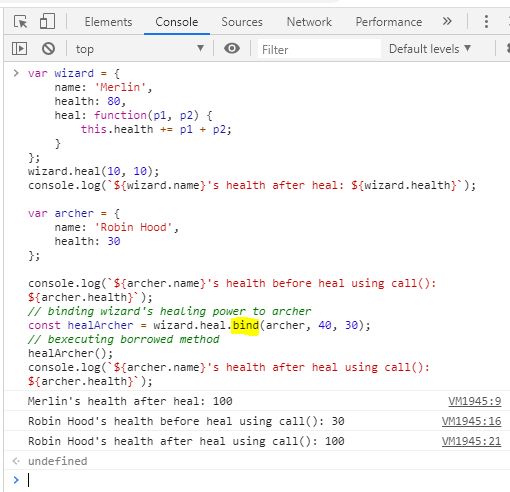 Elements Console Sources Network Performance »
top Filter Default levels
> var wizard = {
name: 'Merlin',
health: 80,
heal: function(p1, p2) {
this.health += p1 + p2;
}
};
wizard.heal(10, 10);
console.log(`${wizard.name}'s health after heal: ${wizard.health}`);
var archer = {
name: 'Robin Hood',
health: 30
};
console.log(`${archer.name}'s health before heal using call():
${archer.health}`);
// binding wizard's healing power to archer
const healArcher = wizard.heal.bind(archer, 40, 30);
// bexecuting borrowed method
healArcher();
console.log(`${archer.name}'s health after heal using call():
${archer.health}`);
Merlin's health after heal: 100 VM1945:9
Robin Hood's health before heal using call(): 30 VM1945:16
Robin Hood's health after heal using call(): 100 VM1945:21
undefined
>